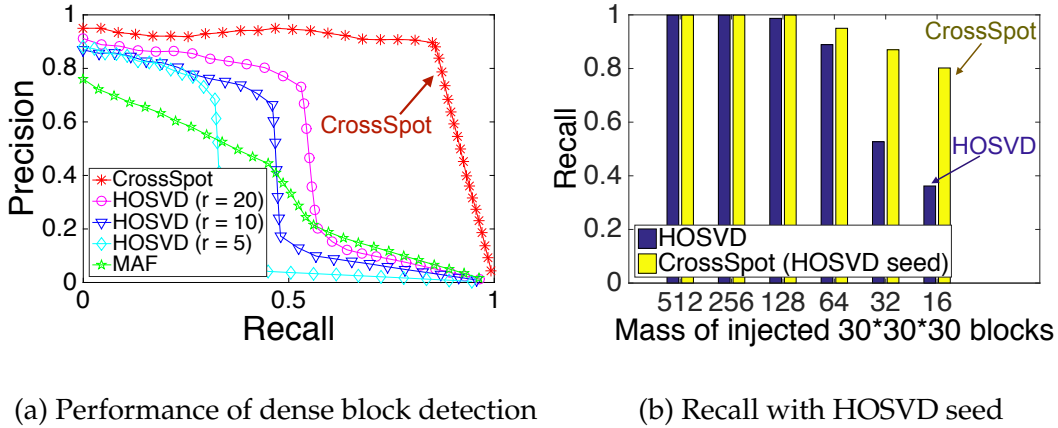 Precision
1
0.8
0.6
0.4
0.2
0
CrossSpot
CrossSpot
HOSVD (r = 20)
HOSVD (r = 10)
HOSVD (r = 5)
MAF
0 0.5 1
Recall
(a) Performance of dense block detection
Recall
1
0.8
0.6
0.4
0.2
0
CrossSpot
HOSVD
HOSVD
CrossSpot (HOSVD seed)
512 256 128 64 32 16
Mass of injected 30*30*30 blocks
(b) Recall with HOSVD seed